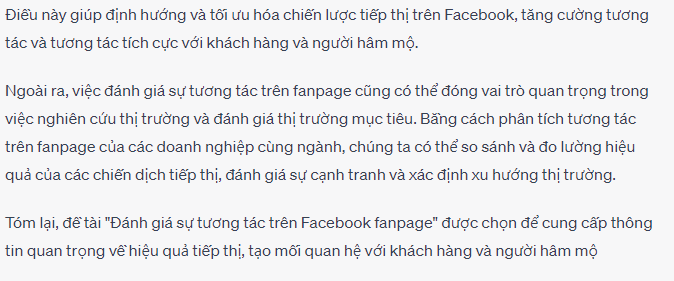 Điều này giúp định hướng và tối ưu hóa chiến lược tiếp thị trên Facebook, tăng cường tương
tác và tương tác tích cực với khách hàng và người hâm mộ.
Ngoài ra, việc đánh giá sự tương tác trên fanpage cũng có thể đóng vai trò quan trọng trong
việc nghiên cứu thị trường và đánh giá thị trường mục tiêu. Bằng cách phân tích tương tác
trên fanpage của các doanh nghiệp cùng ngành, chúng ta có thể so sánh và đo lường hiệu
quả của các chiến dịch tiếp thị, đánh giá sự cạnh tranh và xác định xu hướng thị trường.
Tóm lại, đề tài "Đánh giá sự tương tác trên Facebook fanpage" được chọn để cung cấp thông
tin quan trọng về hiệu quả tiếp thị, tạo mối quan hệ với khách hàng và người hâm mộ